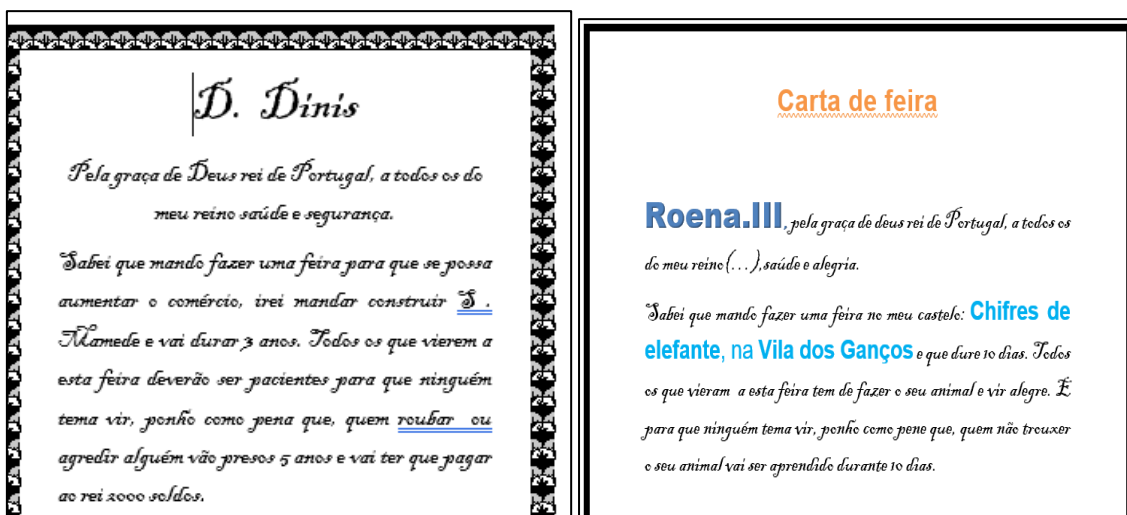 D. Dinis
Pela graça de Deus rei de Portugal, a todos os do
meu reino saúde e segurança.
Sabei que mando fazer uma feira para que se possa
aumentar o comércio, irei mandar construir S .
Mamede e vai durar 3 anos. Todos os que vierem a
esta feira deverão ser pacientes para que ninguém
tema vir, ponho como pena que, quem roubar ou
agredir alguém vão presos 5 anos e vai ter que pagar
ao rei 2000 soldos.
Carta de feira
Roena.III, pela graça de deus rei de Portugal, a todos os
do meu reino (…), saúde e alegria.
Sabei que mando fazer uma feira no meu castelo: Chifres de
elefante, na Vila dos Ganços e que dure 10 dias. Todos
os que vieram a esta feira tem de fazer o seu animal e vir alegre. E
para que ninguém tema vir, ponho como pene que, quem não trouxer
o seu animal vai ser aprendido durante 10 dias.